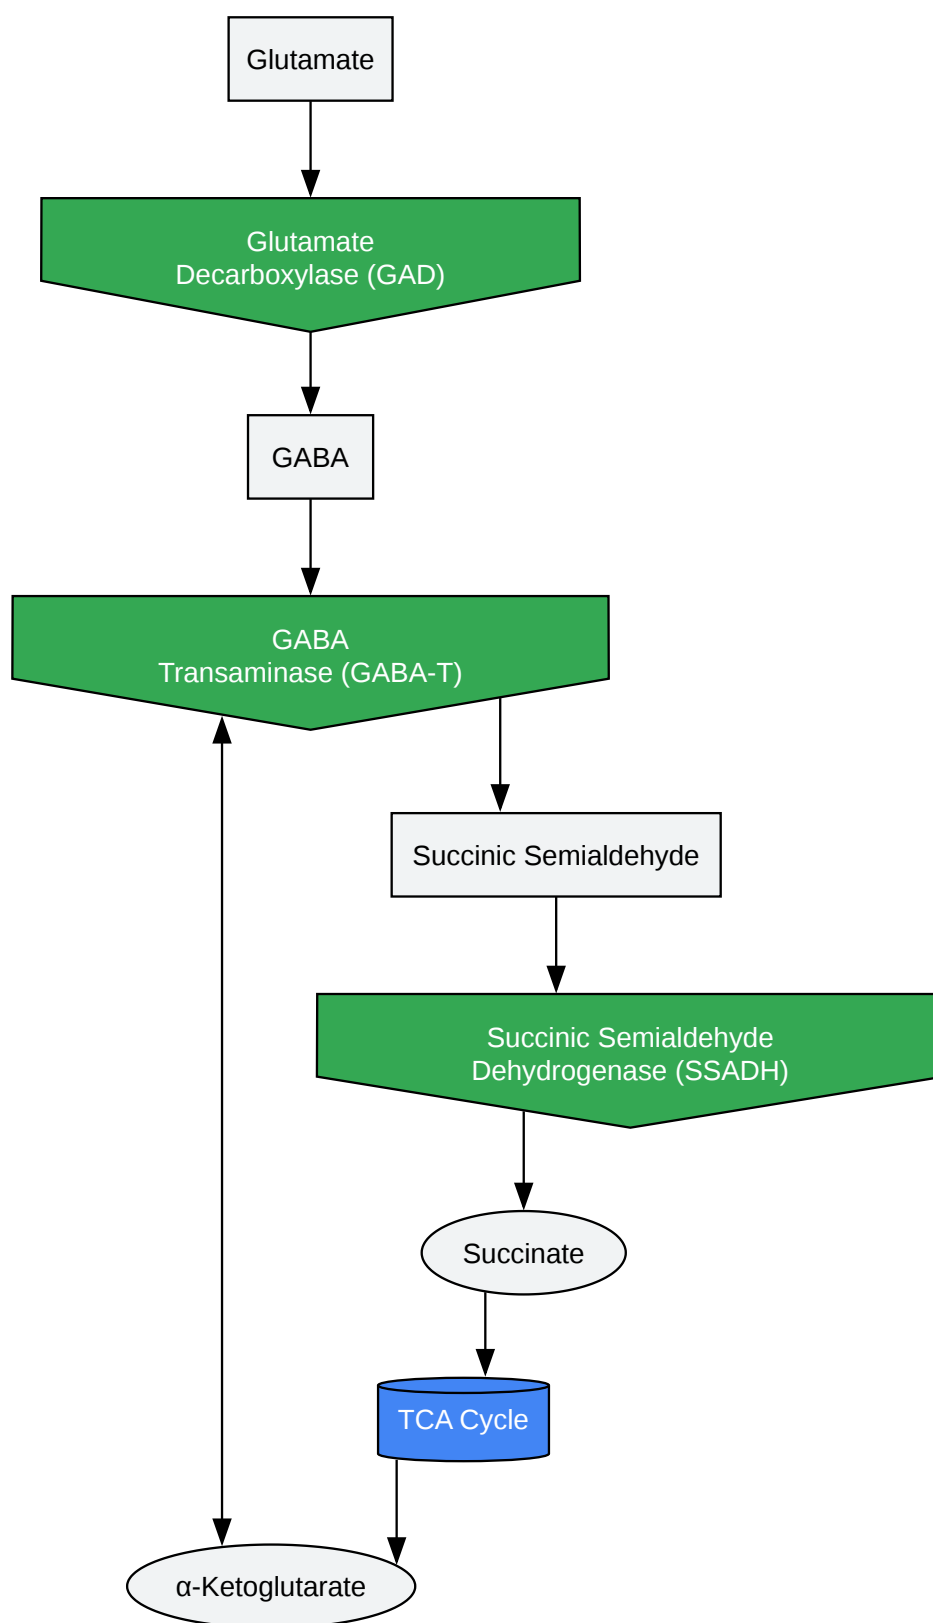 Glutamate
Glutamate
Decarboxylase (GAD)
GABA
GABA
Transaminase (GABA-T)
Succinic Semialdehyde
Succinic Semialdehyde
Dehydrogenase (SSADH)
Succinate
TCA Cycle
α-Ketoglutarate